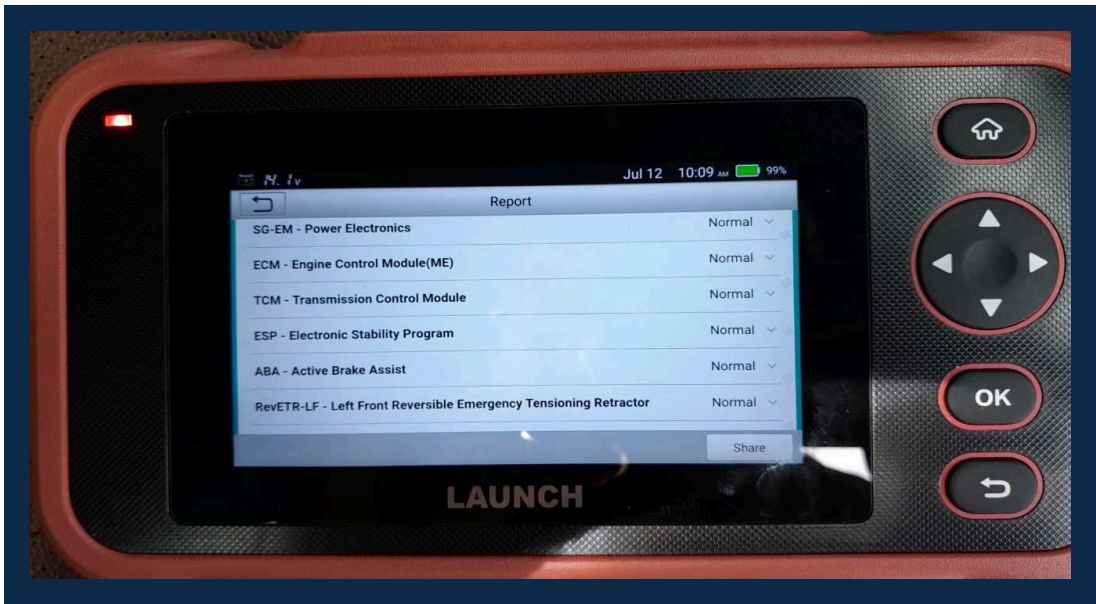 14.1v Jul 12 10:09 AM 99%
Report
SG-EM - Power Electronics Normal
ECM - Engine Control Module(ME) Normal
TCM - Transmission Control Module Normal
ESP - Electronic Stability Program Normal
ABA - Active Brake Assist Normal
RevETR-LF - Left Front Reversible Emergency Tensioning Retractor Normal
Share
LAUNCH
OK